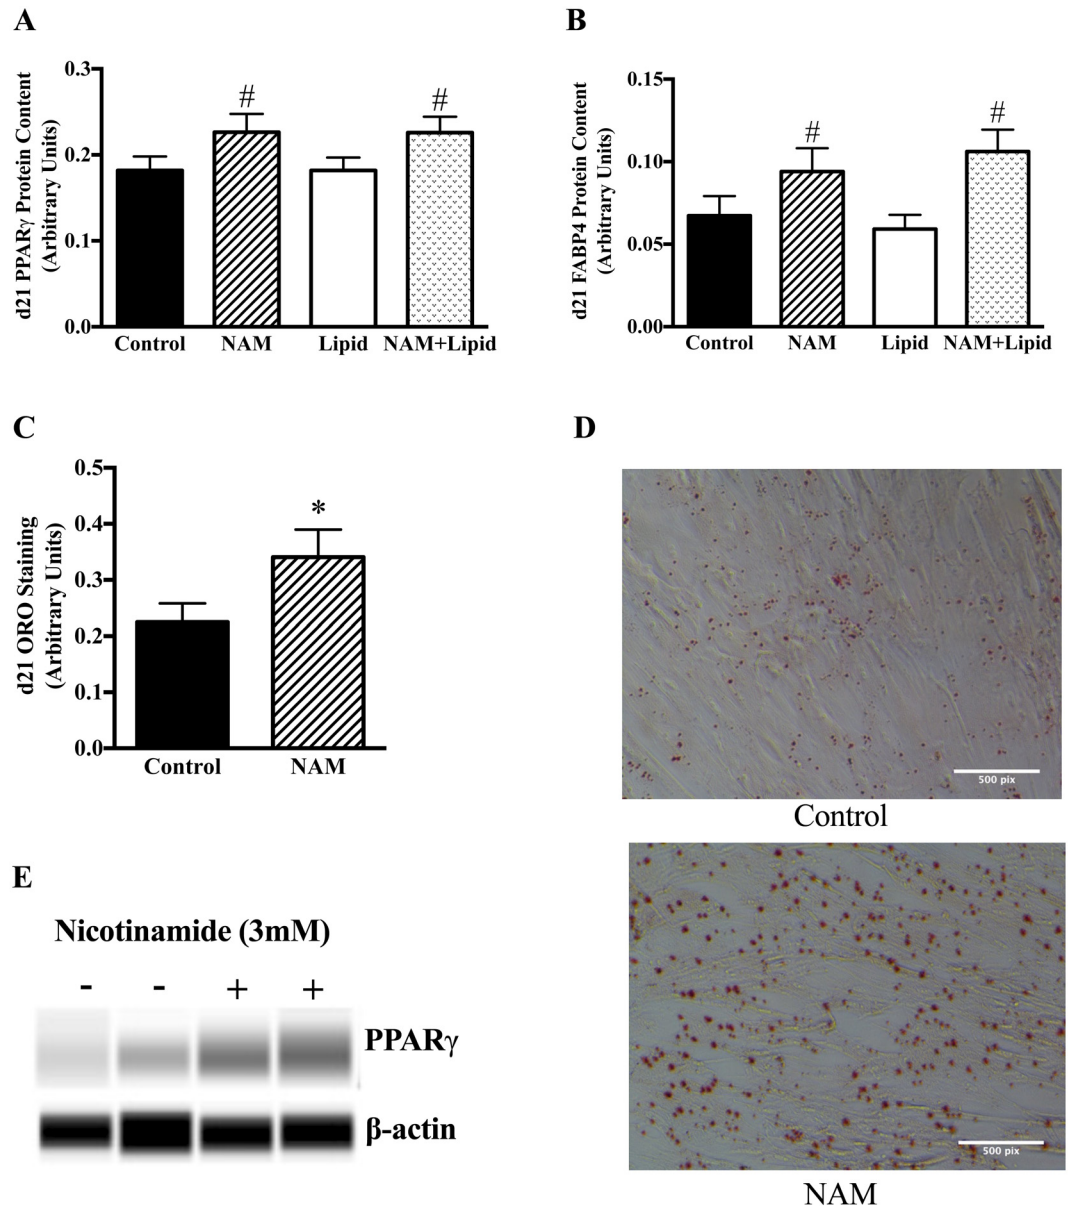 A
d21 PPARγ Protein Content
(Arbitrary Units)
0.3
0.2
0.1
0.0
#
#
Control NAM Lipid NAM+Lipid
B
d21 FABP4 Protein Content
(Arbitrary Units)
0.15
0.10
0.05
0.00
#
#
Control NAM Lipid NAM+Lipid
C
d21 ORO Staining
(Arbitrary Units)
0.5
0.4
0.3
0.2
0.1
0.0
*
Control NAM
D
500 pix
Control
500 pix
NAM
E
Nicotinamide (3mM)
- - + +
PPARγ
β-actin